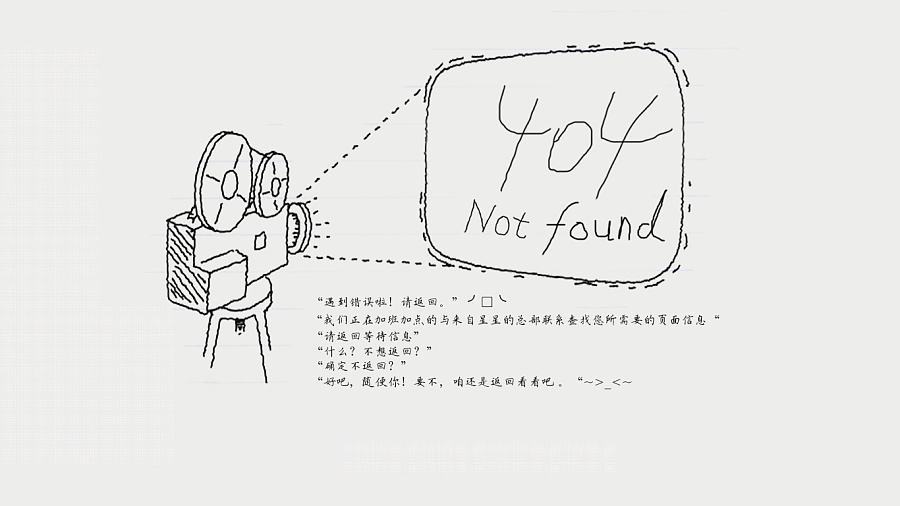 404
Not found
“遇到错误啦！请返回。”╯□╰
“我们正在加班加点的与来自星星的总部联系查找您所需要的页面信息“
“请返回等待信息”
“什么？不想返回？”
“确定不返回？”
“好吧，随便你！要不，咱还是返回看看吧。“~>_<~